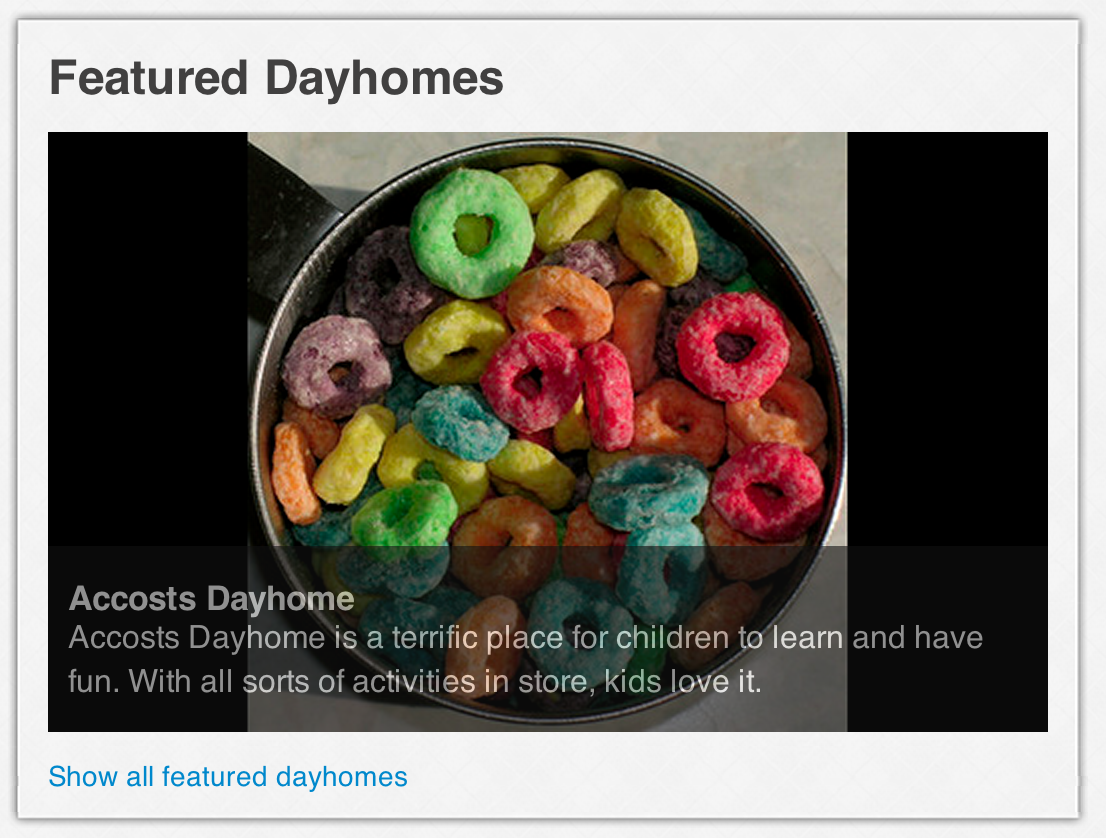 Featured Dayhomes
Accosts Dayhome
Accosts Dayhome is a terrific place for children to learn and have
fun. With all sorts of activities in store, kids love it.
Show all featured dayhomes